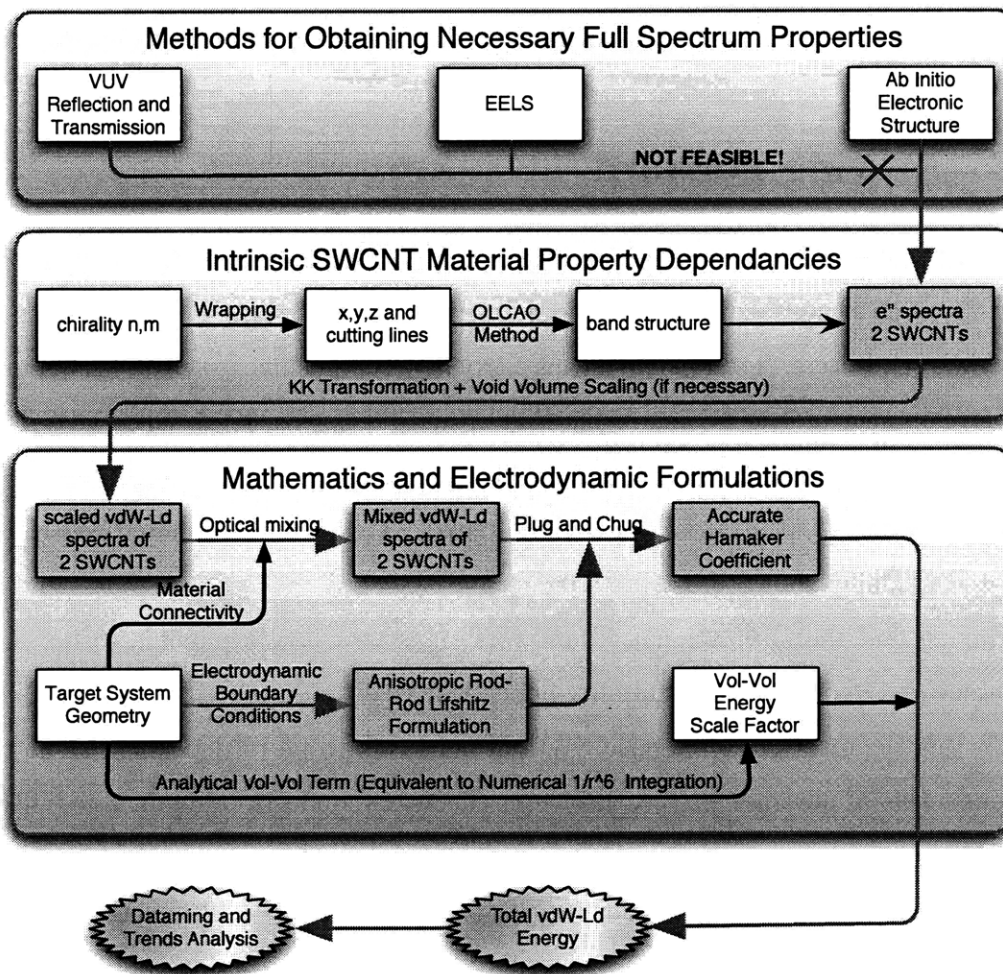 Methods for Obtaining Necessary Full Spectrum Properties
VUV
Reflection and
Transmission
EELS
Ab Initio
Electronic
Structure
NOT FEASIBLE!
Intrinsic SWCNT Material Property Dependancies
chirality n,m
Wrapping
x,y,z and
cutting lines
OLCAO
Method
band structure
e" spectra
2 SWCNTs
KK Transformation + Void Volume Scaling (if necessary)
Mathematics and Electrodynamic Formulations
scaled vdW-Ld
spectra of
2 SWCNTs
Optical mixing
Mixed vdW-Ld
spectra of
2 SWCNTs
Plug and Chug
Accurate
Hamaker
Coefficient
Material
Connectivity
Target System
Geometry
Electrodynamic
Boundary
Conditions
Anisotropic Rod-
Rod Lifshitz
Formulation
Vol-Vol
Energy
Scale Factor
Analytical Vol-Vol Term (Equivalent to Numerical 1/r^6 Integration)
Dataming and
Trends Analysis
Total vdW-Ld
Energy